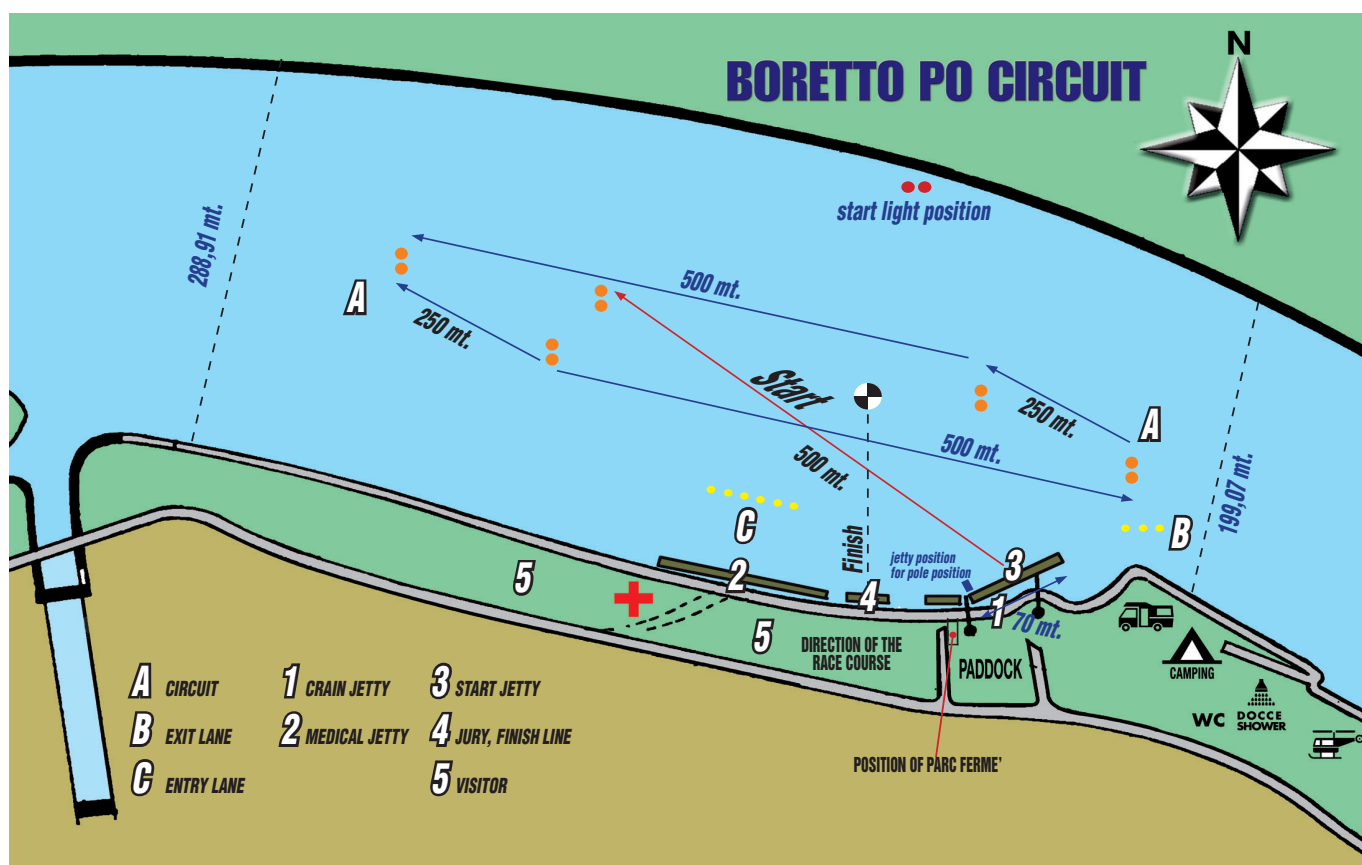 N
BORETTO PO CIRCUIT
start light position
288,91 mt.
A
500 mt.
250 mt.
Start
250 mt.
A
500 mt.
500 mt.
199,07 mt.
C
B
Finish
jetty position
for pole position
3
5
2
4
1
70 mt.
5
DIRECTION OF THE
RACE COURSE
PADDOCK
CAMPING
WC
DOCCE
SHOWER
POSITION OF PARC FERME'
A CIRCUIT
1 CRAIN JETTY
3 START JETTY
B EXIT LANE
2 MEDICAL JETTY
4 JURY, FINISH LINE
C ENTRY LANE
5 VISITOR